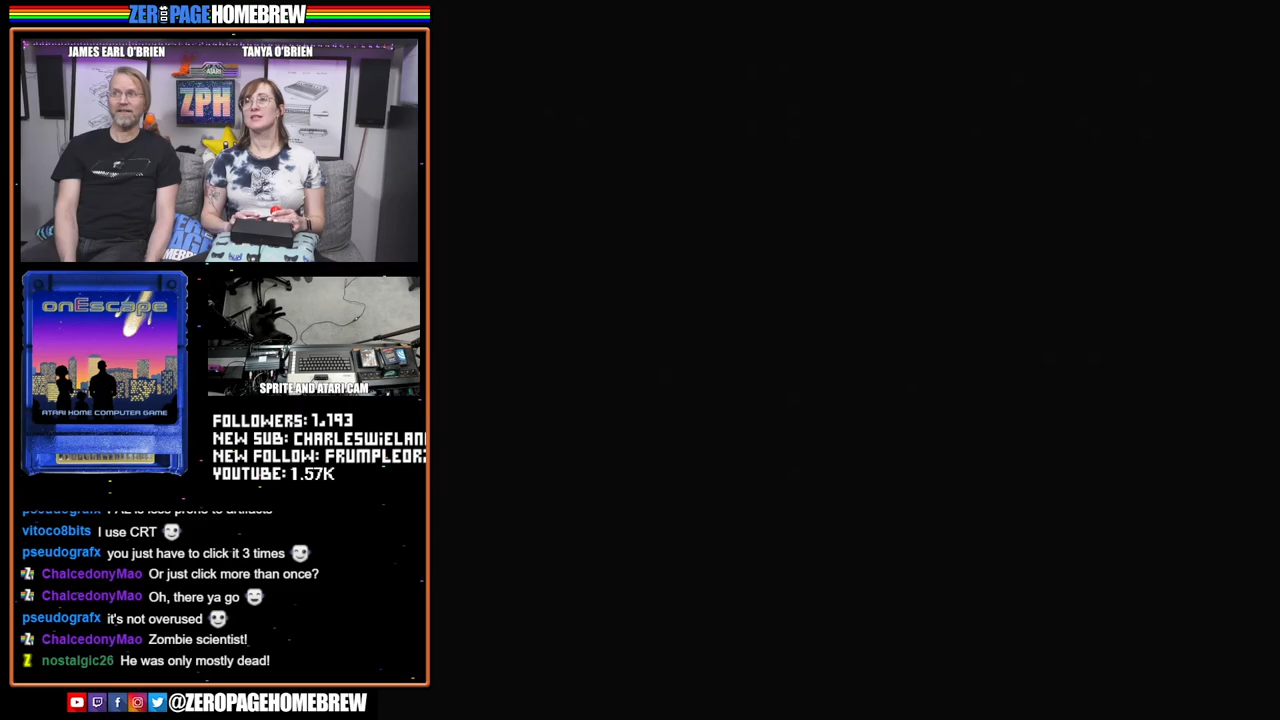 ZEROPAGEHOMEBREW
JAMES EARL O'BRIEN
TANYA O'BRIEN
ATARI
ZPH
onEscape
ATARI HOME COMPUTER GAME
SPRITE AND ATARI CAM
FOLLOWERS: 1,193
NEW SUB: CHARLESWIELAN
NEW FOLLOW: FRUMPLEOR
YOUTUBE: 1.57K
vitoco8bits I use CRT
pseudografx you just have to click it 3 times
ChalcedonyMao Or just click more than once?
ChalcedonyMao Oh, there ya go
pseudografx it's not overused
ChalcedonyMao Zombie scientist!
nostalgic26 He was only mostly dead!
@ZEROPAGEHOMEBREW